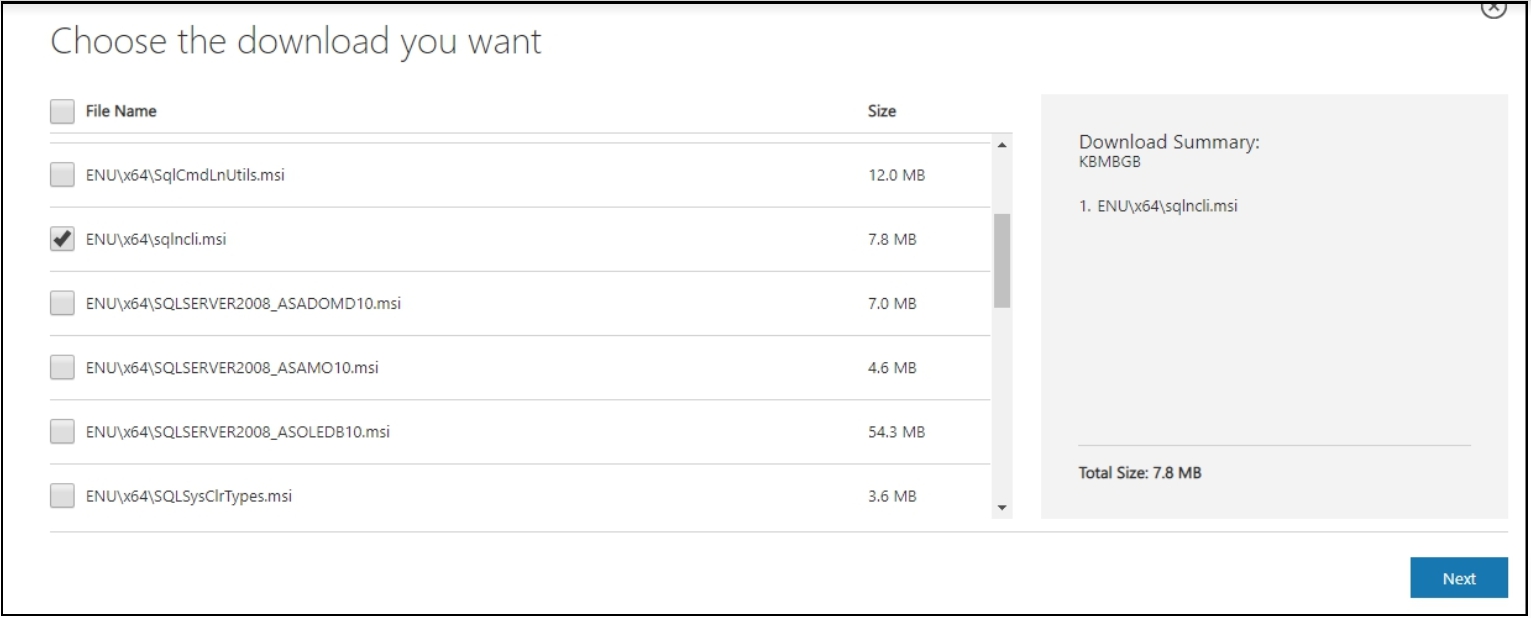 Choose the download you want
File Name Size
ENU\x64\SqlCmdLnUtils.msi 12.0 MB
ENU\x64\sqlncli.msi 7.8 MB
ENU\x64\SQLSERVER2008_ASADOMD10.msi 7.0 MB
ENU\x64\SQLSERVER2008_ASAMO10.msi 4.6 MB
ENU\x64\SQLSERVER2008_ASOLEDB10.msi 54.3 MB
ENU\x64\SQLSysClrTypes.msi 3.6 MB
Download Summary:
KBMBGB
1. ENU\x64\sqlncli.msi
Total Size: 7.8 MB
Next